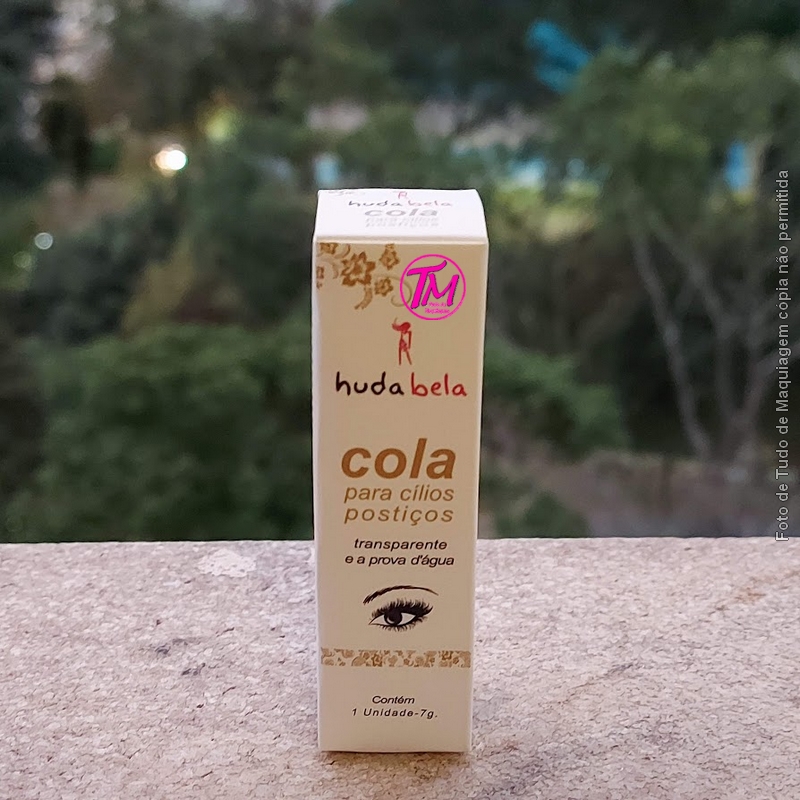 huda bela
cola
para cílios
postiços
TM
huda bela
cola
para cílios
postiços
transparente
e a prova d'água
Contém
1 Unidade-7g.
Foto de Tudo de Maquiagem cópia não permitida